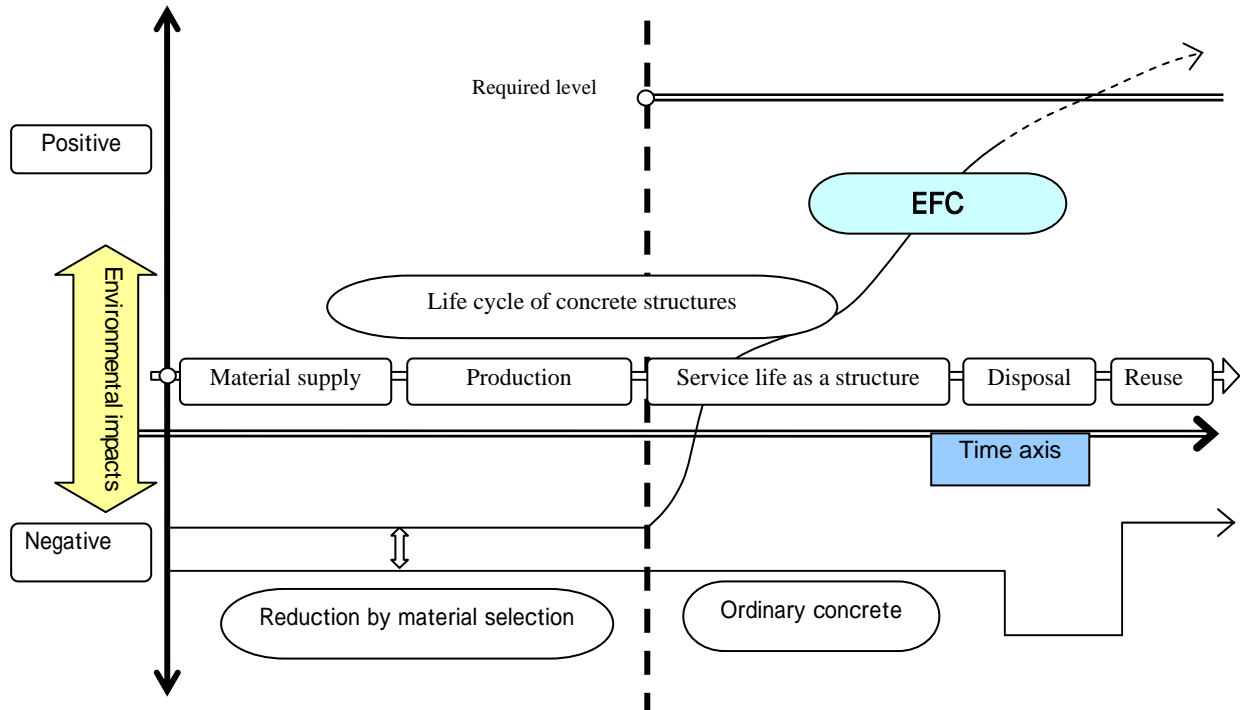 Required level
Positive
EFC
Environmental impacts
Life cycle of concrete structures
Material supply
Production
Service life as a structure
Disposal
Reuse
Time axis
Negative
Reduction by material selection
Ordinary concrete